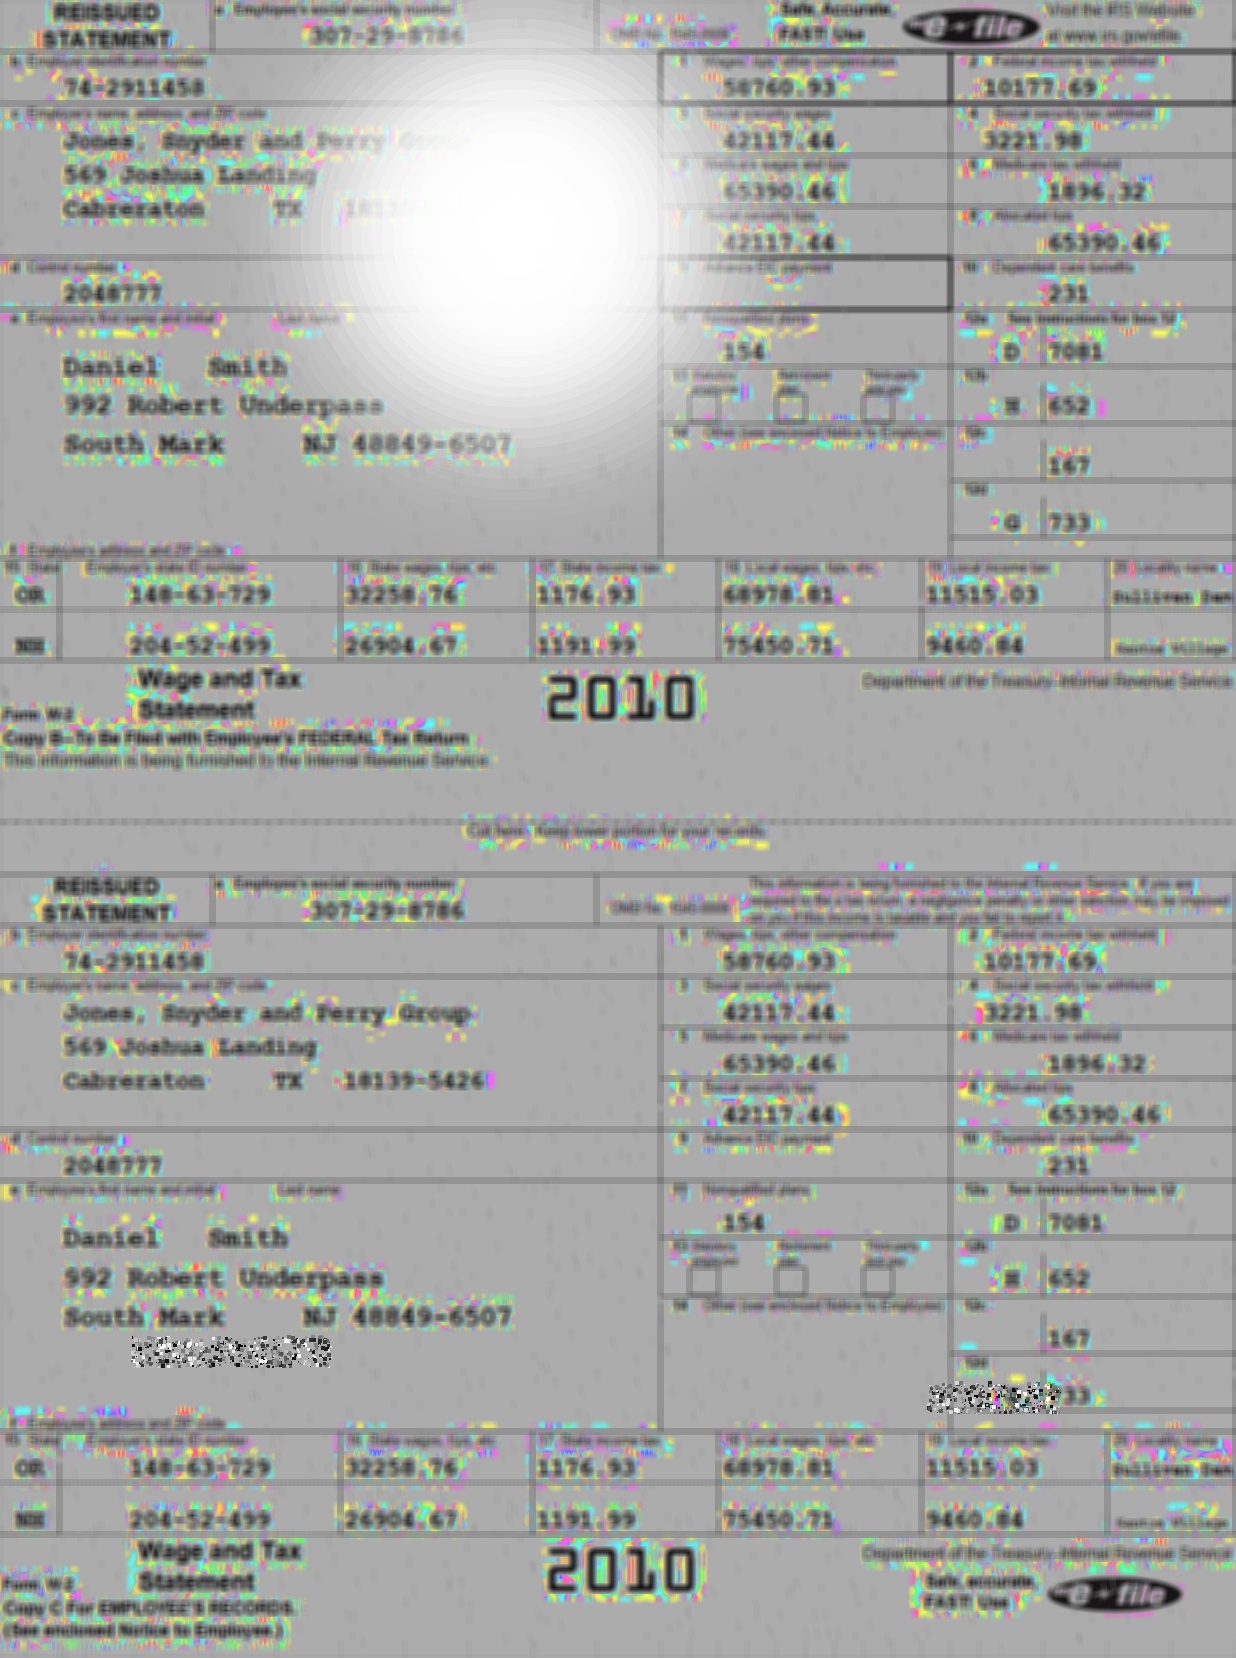 REISSUED STATEMENT
a Employee's social security number
307-29-8786
OMB No. 1545-0008
Safe, Accurate, FAST! Use
e-file
Visit the IRS Website at www.irs.gov/efile
b Employer identification number
74-2911458
1 Wages, tips, other compensation
58760.93
2 Federal income tax withheld
10177.69
c Employer's name, address, and ZIP code
Jones, Snyder and Perry Group
569 Joshua Landing
Cabreraton TX 18139-
3 Social security wages
42117.44
4 Social security tax withheld
3221.98
5 Medicare wages and tips
65390.46
6 Medicare tax withheld
1896.32
7 Social security tips
42117.44
8 Allocated tips
65390.46
d Control number
2048777
9 Advance EIC payment
10 Dependent care benefits
231
e Employee's first name and initial Last name
Daniel Smith
992 Robert Underpass
South Mark NJ 48849-6507
11 Nonqualified plans
154
12a See instructions for box 12
D 7081
13 Statutory employee Retirement plan Third-party sick pay
12b
H 652
14 Other (see enclosed Notice to Employee)
12c
167
12d
G 733
f Employee's address and ZIP code
15 State Employer's state ID number 16 State wages, tips, etc. 17 State income tax 18 Local wages, tips, etc. 19 Local income tax 20 Locality name
OR 148-63-729 32258.76 1176.93 68978.81 11515.03 Sullivan
204-52-499 26904.67 1191.99 75450.71 9460.84 Village
Form W-2 Wage and Tax Statement
2010
Department of the Treasury-Internal Revenue Service
Copy B-To Be Filed with Employee's FEDERAL Tax Return
This information is being furnished to the Internal Revenue Service.
Cut here. Keep lower portion for your records.
REISSUED STATEMENT
a Employee's social security number
307-29-8786
OMB No. 1545-0008
This information is being furnished to the Internal Revenue Service. If you are
required to file a tax return, a negligence penalty or other sanction may be imposed
on you if this income is taxable and you fail to report it.
b Employer identification number
74-2911458
1 Wages, tips, other compensation
58760.93
2 Federal income tax withheld
10177.69
c Employer's name, address, and ZIP code
Jones, Snyder and Perry Group
569 Joshua Landing
Cabreraton TX 18139-5426
3 Social security wages
42117.44
4 Social security tax withheld
3221.98
5 Medicare wages and tips
65390.46
6 Medicare tax withheld
1896.32
7 Social security tips
42117.44
8 Allocated tips
65390.46
d Control number
2048777
9 Advance EIC payment
10 Dependent care benefits
231
e Employee's first name and initial Last name
Daniel Smith
992 Robert Underpass
South Mark NJ 48849-6507
11 Nonqualified plans
154
12a See instructions for box 12
D 7081
13 Statutory employee Retirement plan Third-party sick pay
12b
H 652
14 Other (see enclosed Notice to Employee)
12c
167
12d
33
f Employee's address and ZIP code
15 State Employer's state ID number 16 State wages, tips, etc. 17 State income tax 18 Local wages, tips, etc. 19 Local income tax 20 Locality name
OR 148-63-729 32258.76 1176.93 68978.81 11515.03 Sullivan
204-52-499 26904.67 1191.99 75450.71 9460.84 Village
Form W-2 Wage and Tax Statement
2010
Department of the Treasury-Internal Revenue Service
Copy C For EMPLOYEE'S RECORDS.
(See enclosed Notice to Employee.)
Safe, accurate, FAST! Use
e-file